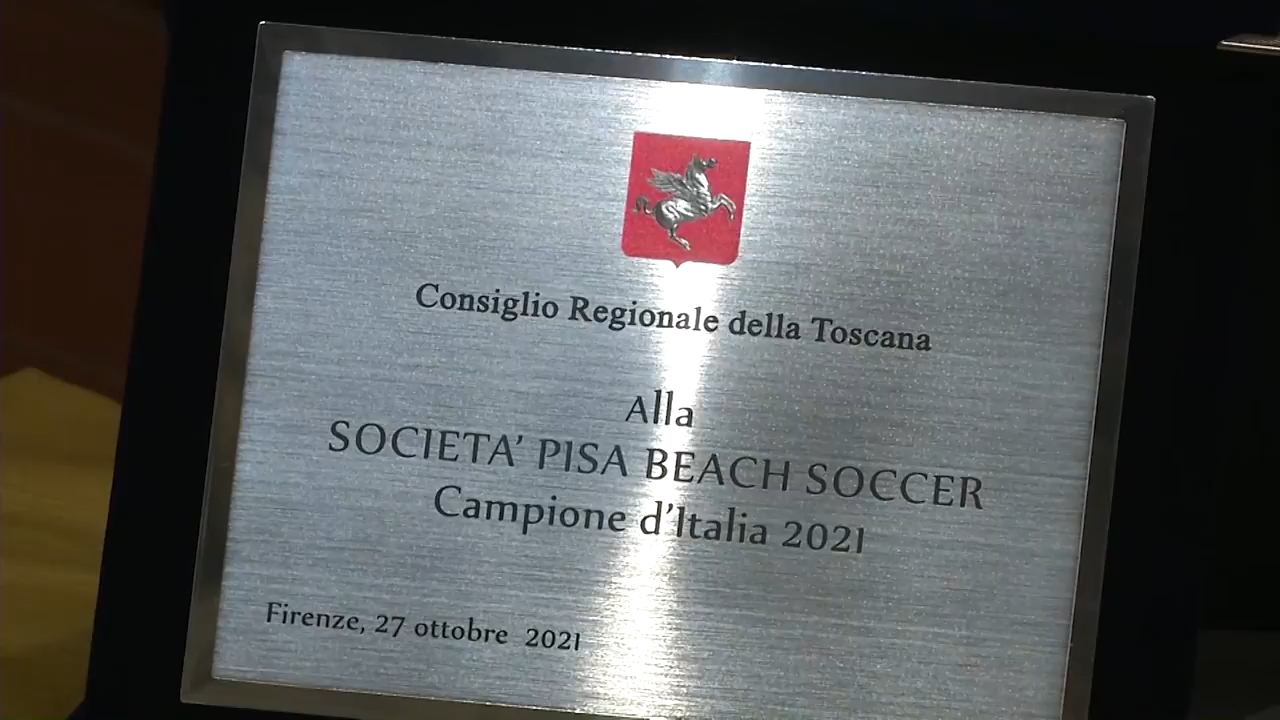 Consiglio Regionale della Toscana
Alla
SOCIETA' PISA BEACH SOCCER
Campione d'Italia 2021
Firenze, 27 ottobre 2021